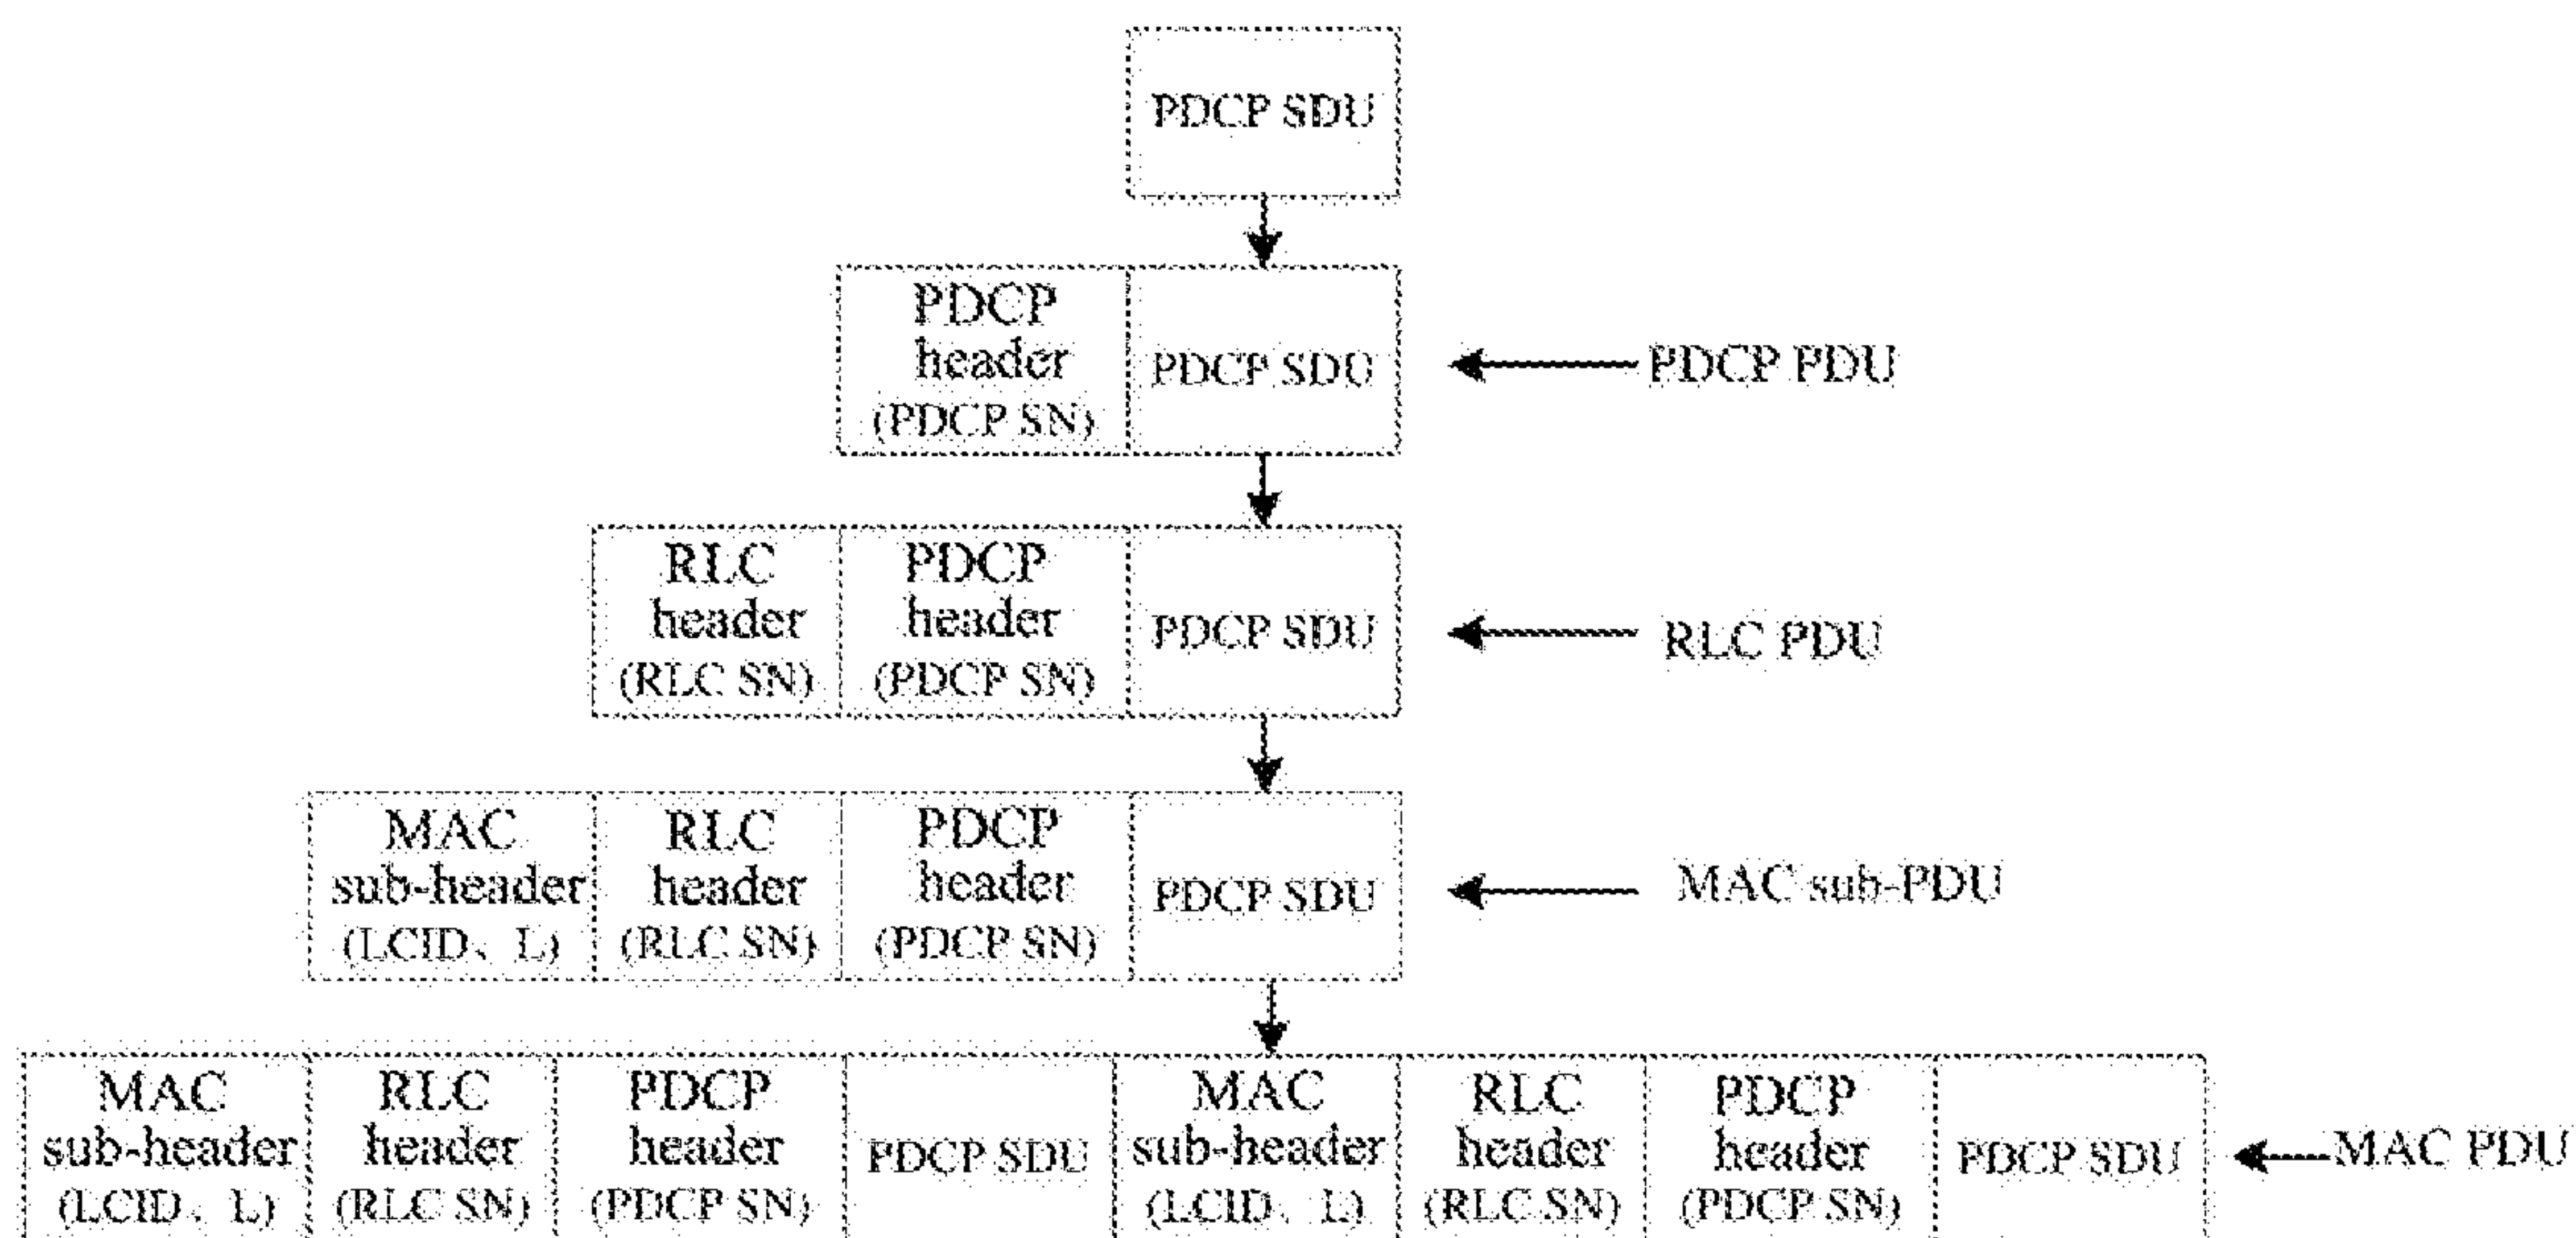 PDCP SDU
PDCP
header
(PDCP SN)
PDCP SDU
PDCP PDU
RLC
header
(RLC SN)
PDCP
header
(PDCP SN)
PDCP SDU
RLC PDU
MAC
sub-header
(LCID、L)
RLC
header
(RLC SN)
PDCP
header
(PDCP SN)
PDCP SDU
MAC sub-PDU
MAC
sub-header
(LCID、L)
RLC
header
(RLC SN)
PDCP
header
(PDCP SN)
PDCP SDU
MAC
sub-header
(LCID、L)
RLC
header
(RLC SN)
PDCP
header
(PDCP SN)
PDCP SDU
MAC PDU